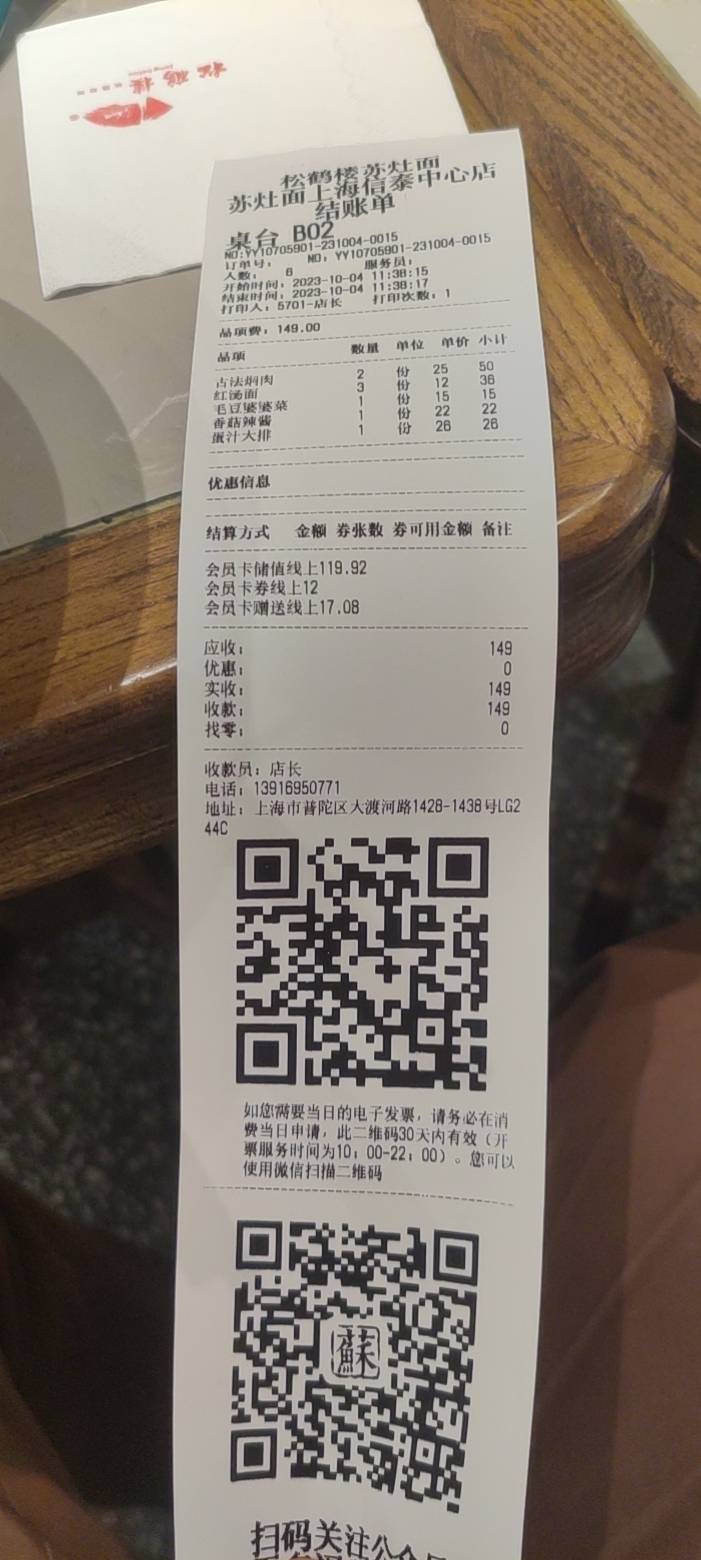 松鹤楼
松鹤楼苏灶面
苏灶面上海信泰中心店
结账单
桌台 B02
NO:YY10705901-231004-0015
订单号: NO: YY10705901-231004-0015
人数: 6 服务员:
开始时间: 2023-10-04 11:38:15
结束时间: 2023-10-04 11:38:17
打印人: 5701-店长 打印次数: 1
品项费: 149.00
品项 数量 单位 单价 小计
古法焖肉 2 份 25 50
红汤面 3 份 12 36
毛豆婆婆菜 1 份 15 15
香菇辣酱 1 份 22 22
蛋汁大排 1 份 26 26
优惠信息
结算方式 金额 券张数 券可用金额 备注
会员卡储值线上119.92
会员卡券线上12
会员卡赠送线上17.08
应收: 149
优惠: 0
实收: 149
收款: 149
找零: 0
收款员: 店长
电话: 13916950771
地址: 上海市普陀区大渡河路1428-1438号LG2
44C
如您需要当日的电子发票, 请务必在消
费当日申请, 此二维码30天内有效 (开
票服务时间为10: 00-22: 00) 。您可以
使用微信扫描二维码
蘇
扫码关注公众号